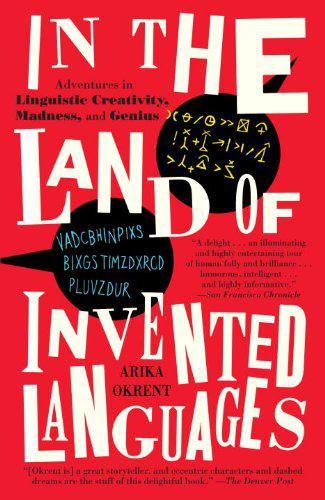 IN THE
Adventures in
Linguistic Creativity,
Madness, and Genius
LAND OF
VADCBHINPIXS
BIXGS TIMZDXRCD
PLUVZDUR
"A delight . . . an illuminating
and highly entertaining tour
of human folly and brilliance . . .
humorous, intelligent . . .
and highly informative."
—San Francisco Chronicle
INVENTED
ARIKA
OKRENT
LANGUAGES
"[Okrent is] a great storyteller, and eccentric characters and dashed
dreams are the stuff of this delightful book." —The Denver Post